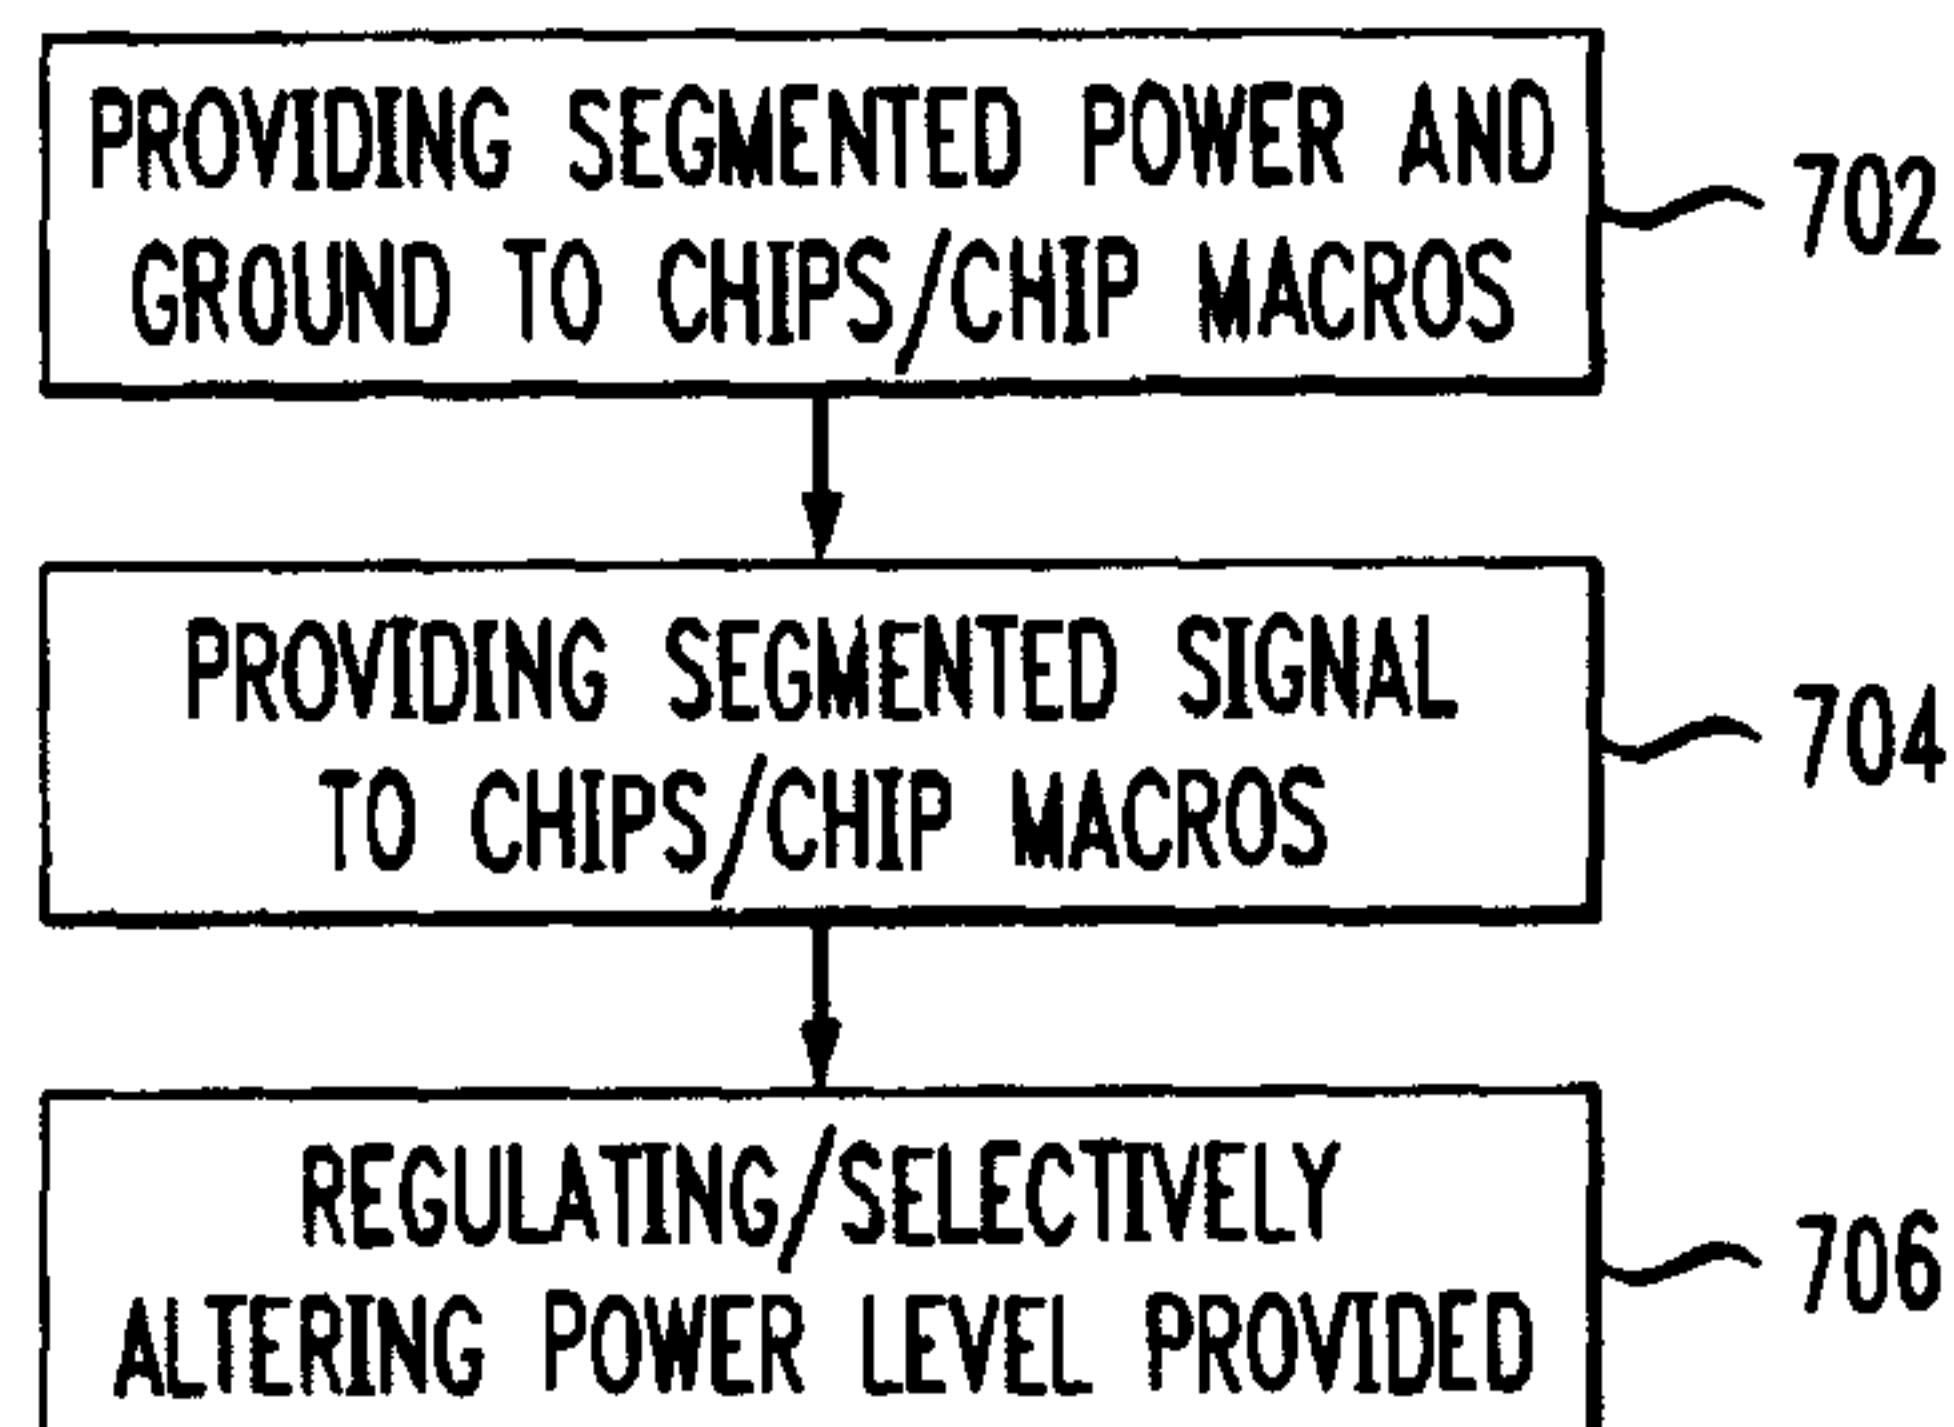 PROVIDING SEGMENTED POWER AND
GROUND TO CHIPS/CHIP MACROS
702
PROVIDING SEGMENTED SIGNAL
TO CHIPS/CHIP MACROS
704
REGULATING/SELECTIVELY
ALTERING POWER LEVEL PROVIDED
706